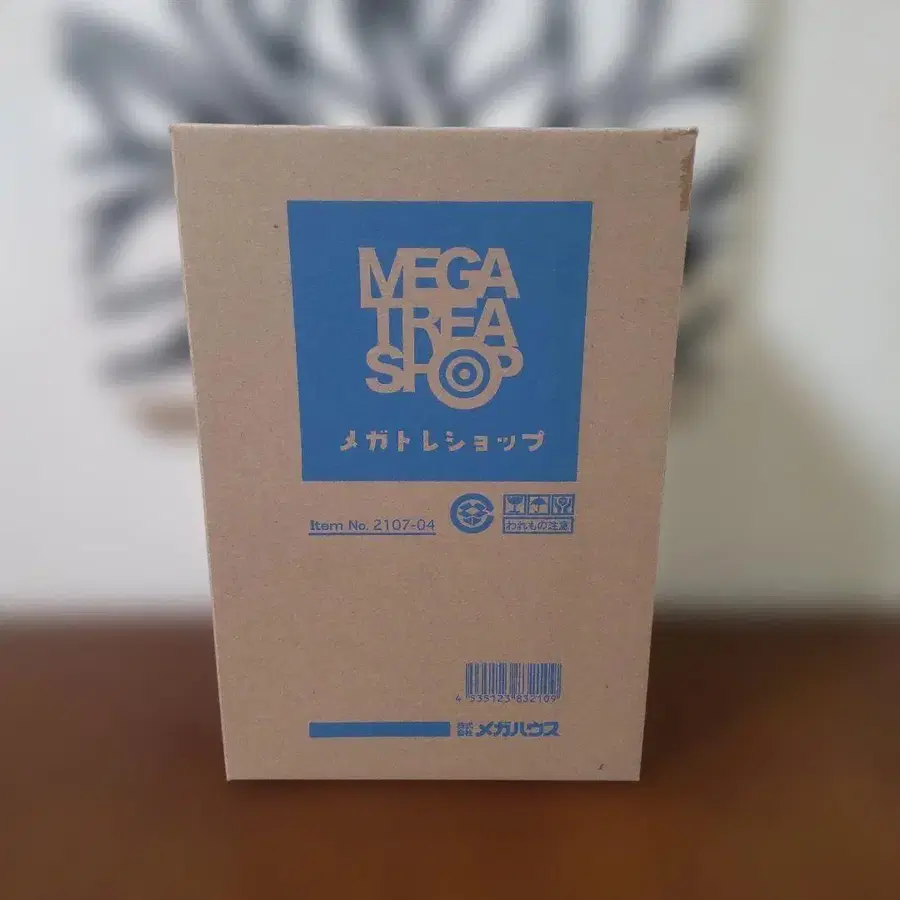 MEGA
TREA
SHOP
メガトレショップ
Item No. 2107-04
われもの注意
4 535123 832109
株式会社 メガハウス